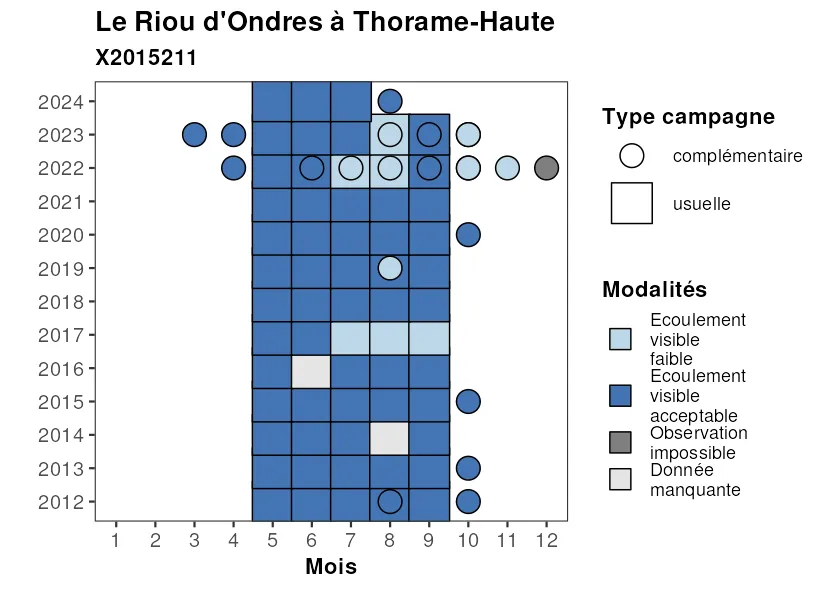 Le Riou d'Ondres à Thorame-Haute
X2015211
2024
2023
2022
2021
2020
2019
2018
2017
2016
2015
2014
2013
2012
1 2 3 4 5 6 7 8 9 10 11 12
Mois
Type campagne
complémentaire
usuelle
Modalités
Ecoulement
visible
faible
Ecoulement
visible
acceptable
Observation
impossible
Donnée
manquante